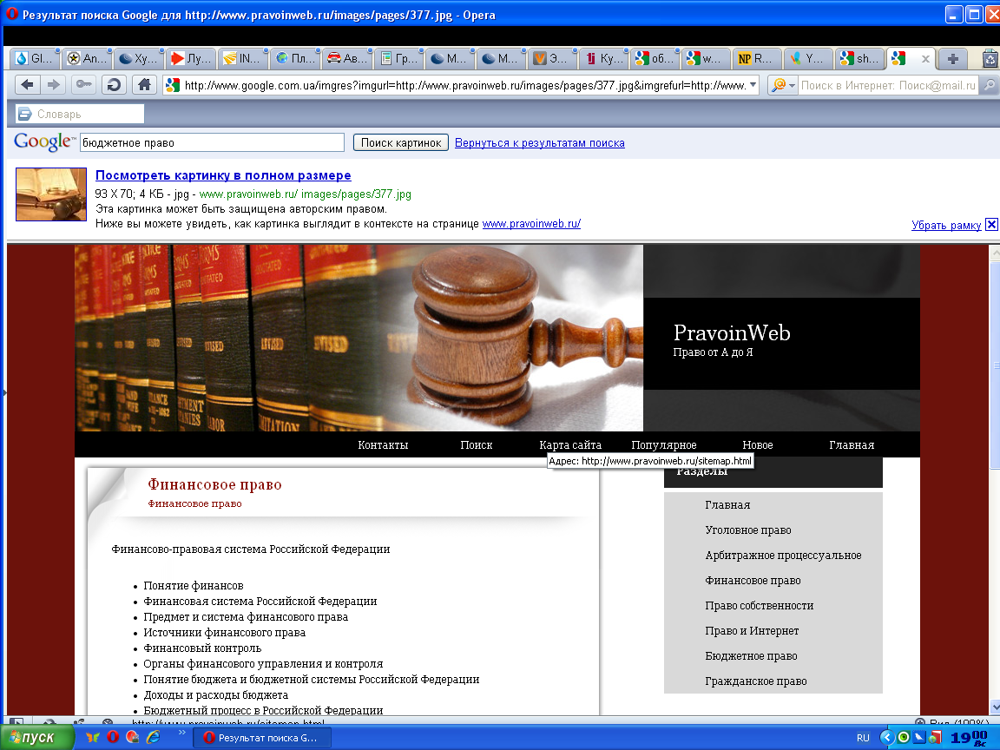 Результат поиска Google для http://www.pravoinweb.ru/images/pages/377.jpg - Opera
Gl... An... Ху... Лу... IN... Пл... Ав... Гр... М... М... Э... Ку... об... w... R... Y... sh...
http://www.google.com.ua/imgres?imgurl=http://www.pravoinweb.ru/images/pages/377.jpg&imgrefurl=http://www. Поиск в Интернет: Поиск@mail.ru
Словарь
Google™ бюджетное право Поиск картинок Вернуться к результатам поиска
Посмотреть картинку в полном размере
93 X 70; 4 КБ - jpg - www.pravoinweb.ru/ images/pages/377.jpg
Эта картинка может быть защищена авторским правом.
Ниже вы можете увидеть, как картинка выглядит в контексте на странице www.pravoinweb.ru/
Убрать рамку
PravoinWeb
Право от А до Я
Контакты Поиск Карта сайта Популярное Новое Главная
Адрес: http://www.pravoinweb.ru/sitemap.html
Разделы
Финансовое право
Финансовое право
Финансово-правовая система Российской Федерации
Понятие финансов
Финансовая система Российской Федерации
Предмет и система финансового права
Источники финансового права
Финансовый контроль
Органы финансового управления и контроля
Понятие бюджета и бюджетной системы Российской Федерации
Доходы и расходы бюджета
Бюджетный процесс в Российской Федерации
Главная
Уголовное право
Арбитражное процессуальное
Финансовое право
Право собственности
Право и Интернет
Бюджетное право
Гражданское право
http://www.pravoinweb.ru/sitemap.html Вид (100%)
пуск Результат поиска G... RU 19 00 Вс